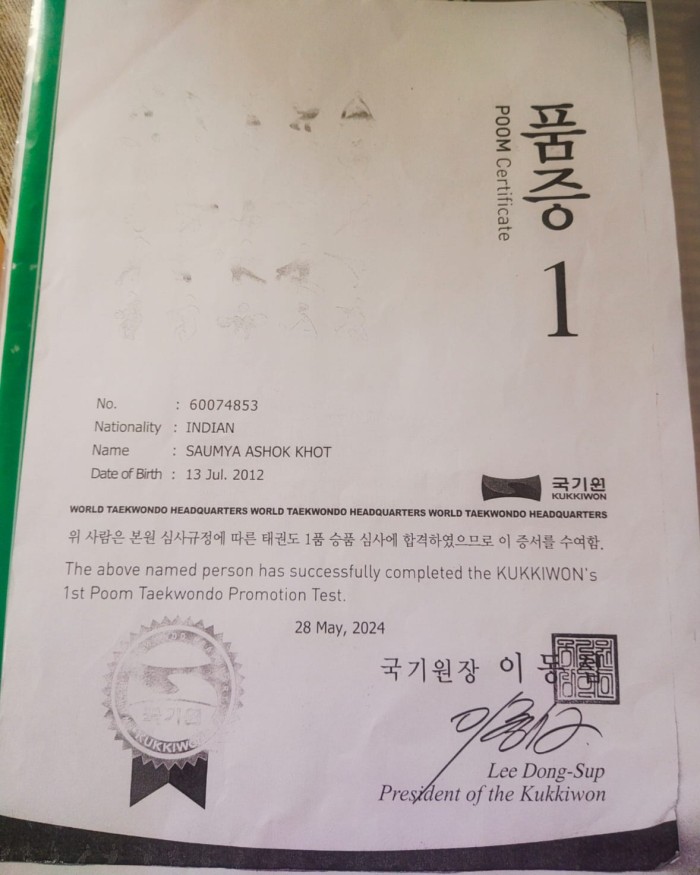 품증
POOM Certificate
1
No. : 60074853
Nationality : INDIAN
Name : SAUMYA ASHOK KHOT
Date of Birth : 13 Jul. 2012
국기원
KUKKIWON
WORLD TAEKWONDO HEADQUARTERS WORLD TAEKWONDO HEADQUARTERS WORLD TAEKWONDO HEADQUARTERS
위 사람은 본원 심사규정에 따른 태권도 1품 승품 심사에 합격하였으므로 이 증서를 수여함.
The above named person has successfully completed the KUKKIWON's
1st Poom Taekwondo Promotion Test.
28 May, 2024
국기원장 이 동 섭
국기원
Lee Dong-Sup
President of the Kukkiwon